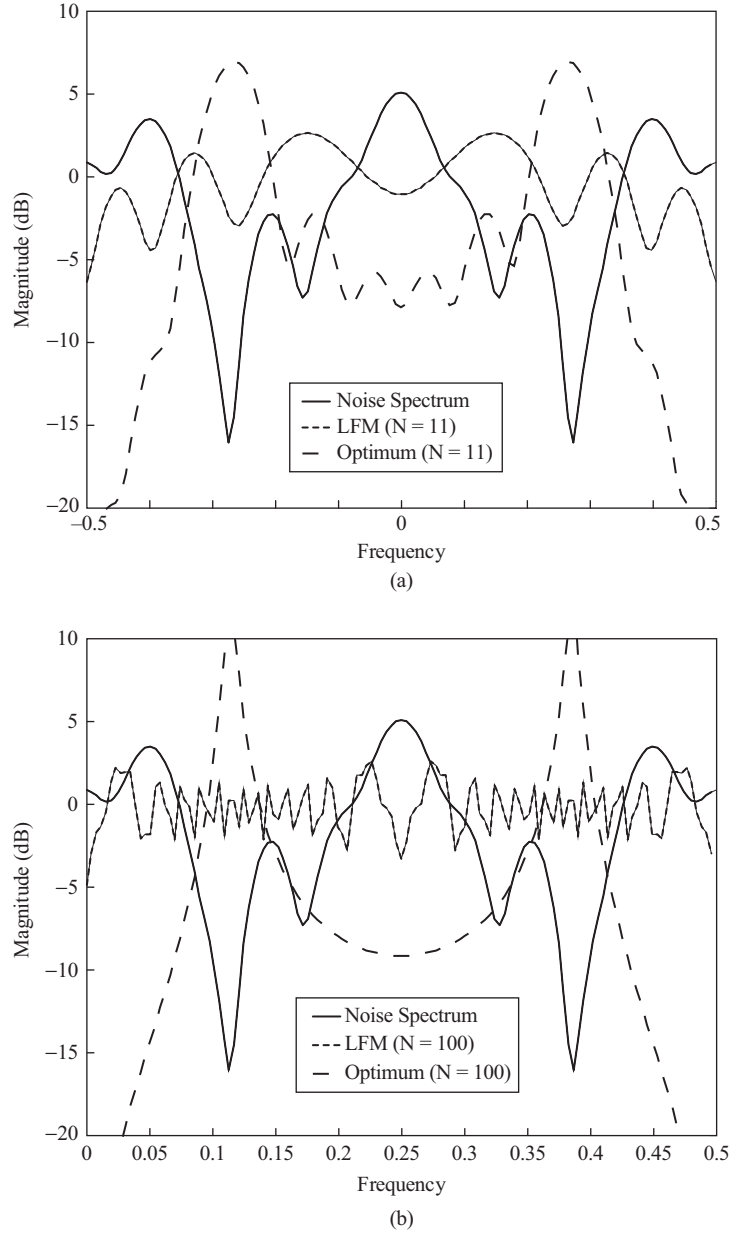 10
5
0
−5
−10
−15
−20
Magnitude (dB)
Noise Spectrum
LFM (N = 11)
Optimum (N = 11)
−0.5
0
0.5
Frequency
(a)
10
5
0
−5
−10
−15
−20
Magnitude (dB)
Noise Spectrum
LFM (N = 100)
Optimum (N = 100)
0
0.05
0.1
0.15
0.2
0.25
0.3
0.35
0.4
0.45
0.5
Frequency
(b)